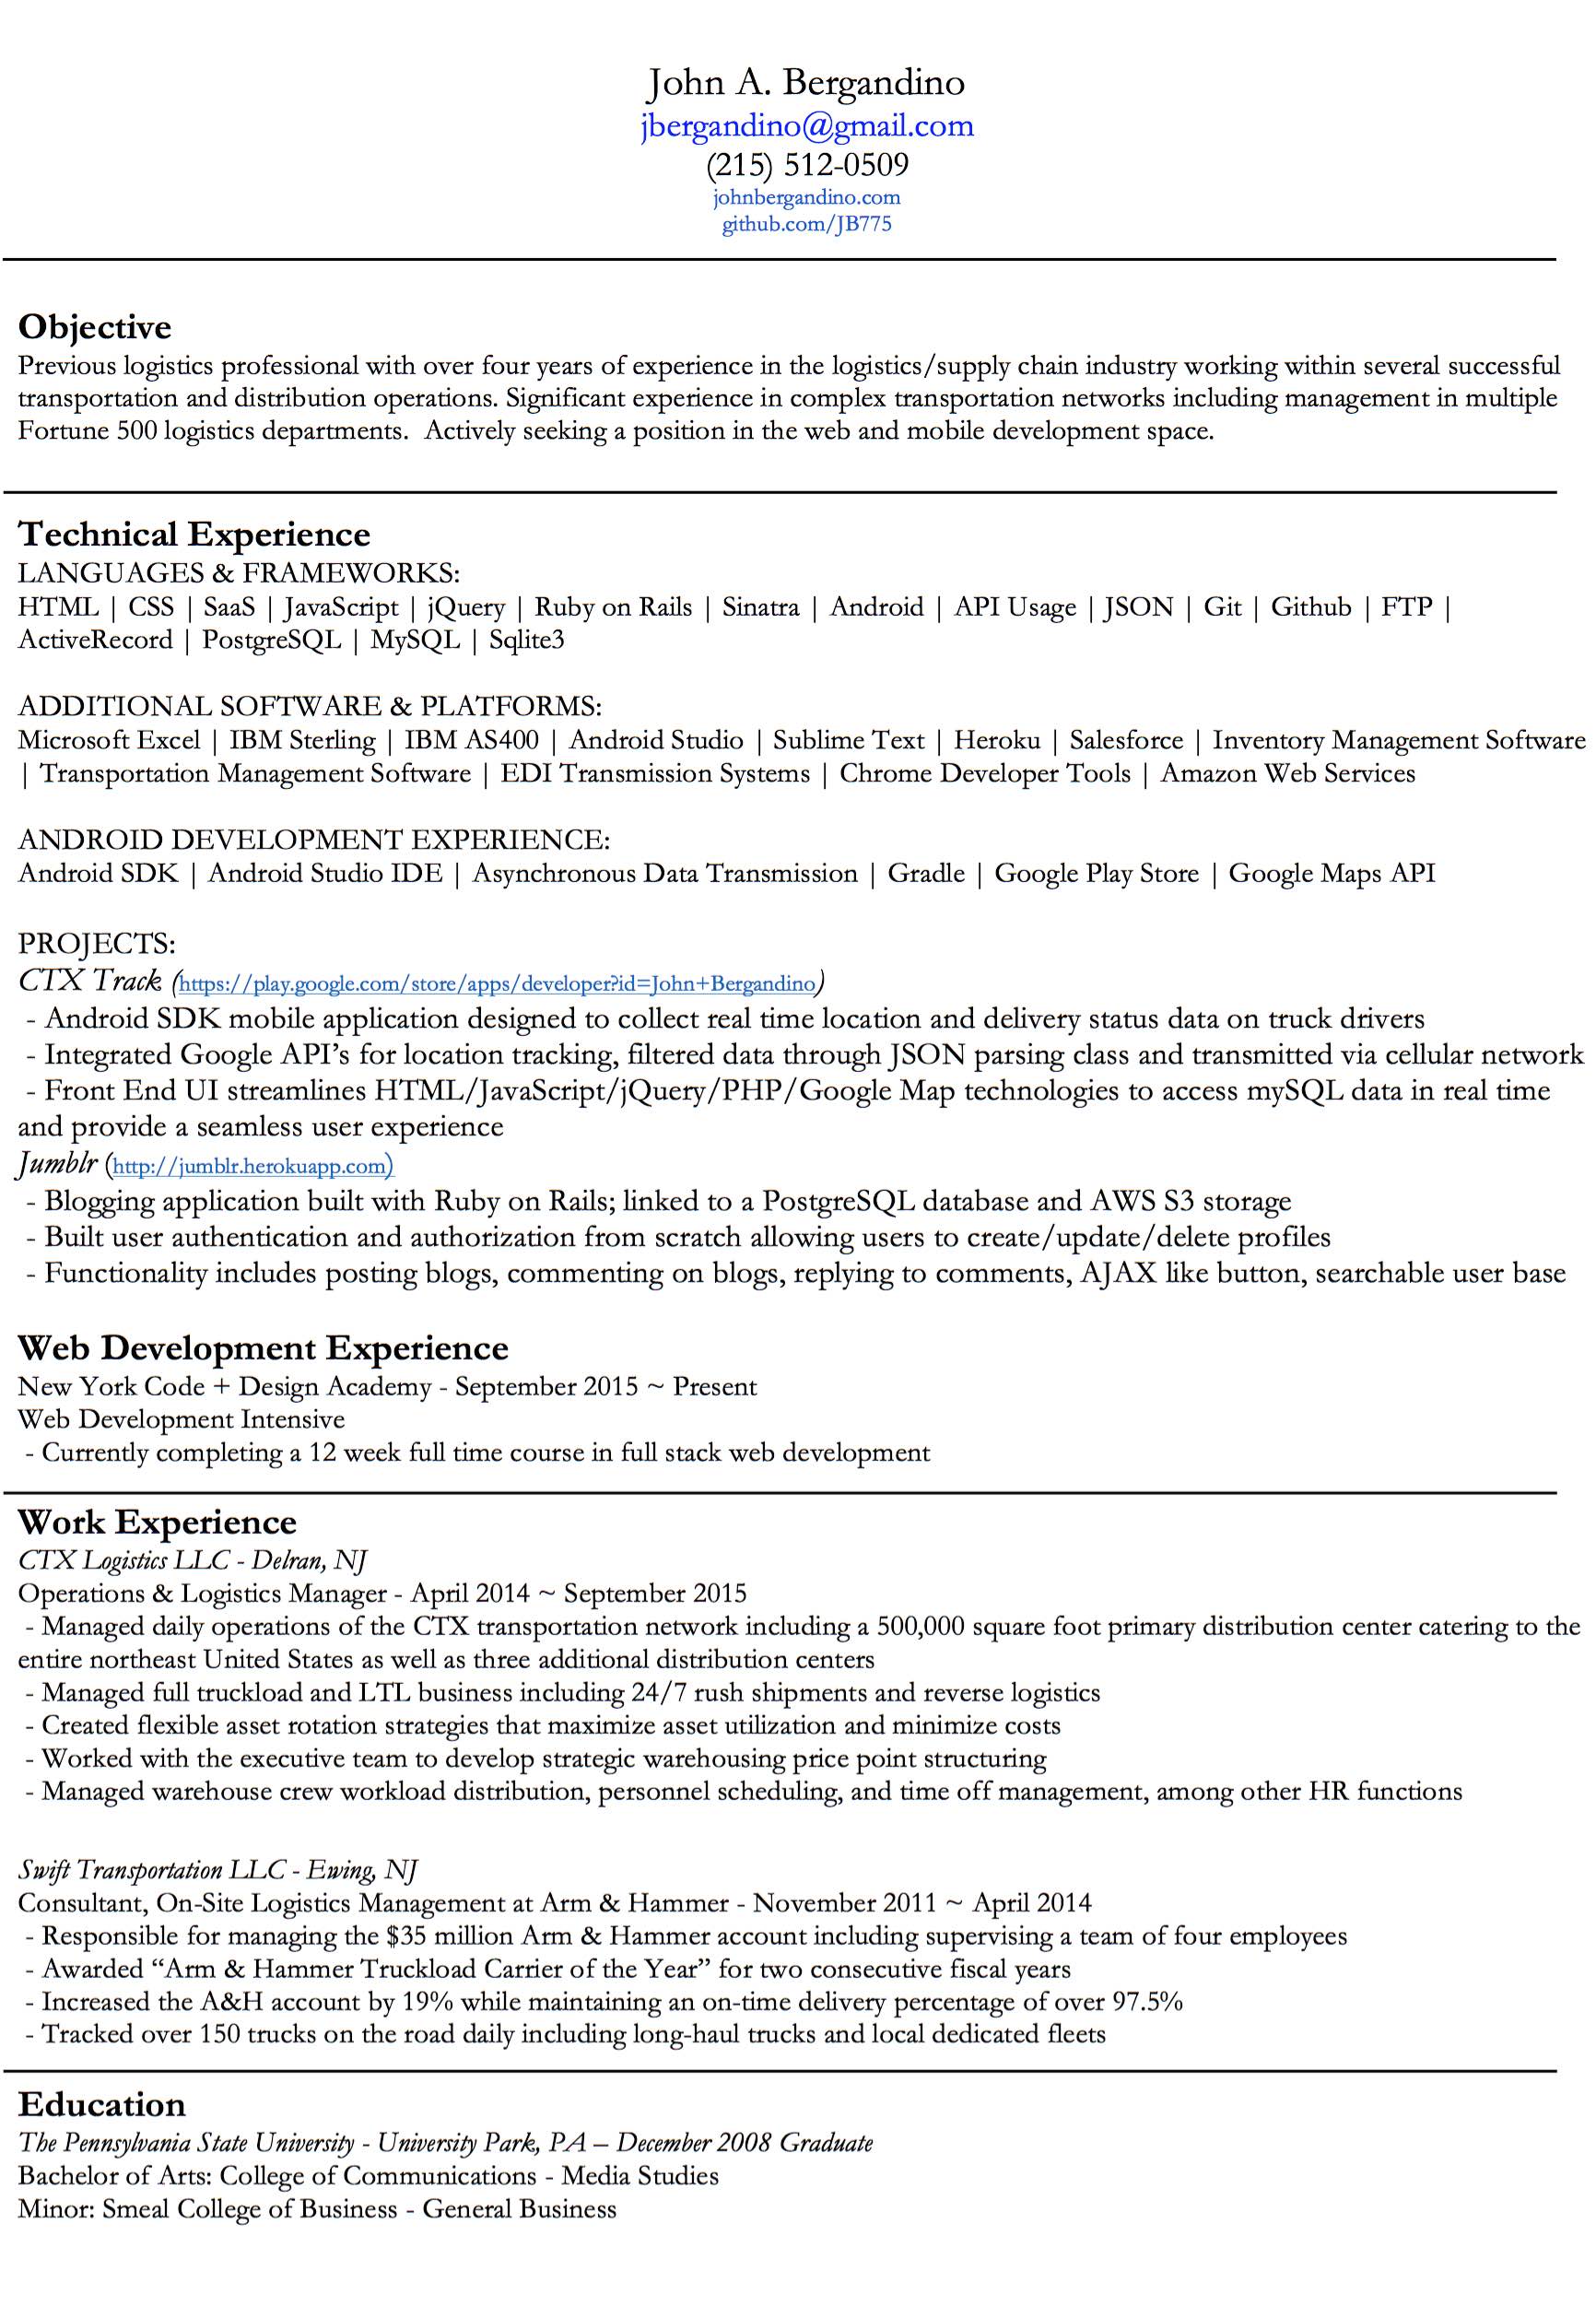 John A. Bergandino
jbergandino@gmail.com
(215) 512-0509
johnbergandino.com
github.com/JB775
Objective
Previous logistics professional with over four years of experience in the logistics/supply chain industry working within several successful
transportation and distribution operations. Significant experience in complex transportation networks including management in multiple
Fortune 500 logistics departments.  Actively seeking a position in the web and mobile development space.
Technical Experience
LANGUAGES & FRAMEWORKS:
HTML | CSS | SaaS | JavaScript | jQuery | Ruby on Rails | Sinatra | Android | API Usage | JSON | Git | Github | FTP |
ActiveRecord | PostgreSQL | MySQL | Sqlite3
ADDITIONAL SOFTWARE & PLATFORMS:
Microsoft Excel | IBM Sterling | IBM AS400 | Android Studio | Sublime Text | Heroku | Salesforce | Inventory Management Software
| Transportation Management Software | EDI Transmission Systems | Chrome Developer Tools | Amazon Web Services
ANDROID DEVELOPMENT EXPERIENCE:
Android SDK | Android Studio IDE | Asynchronous Data Transmission | Gradle | Google Play Store | Google Maps API
PROJECTS:
CTX Track (https://play.google.com/store/apps/developer?id=John+Bergandino)
- Android SDK mobile application designed to collect real time location and delivery status data on truck drivers
- Integrated Google API’s for location tracking, filtered data through JSON parsing class and transmitted via cellular network
- Front End UI streamlines HTML/JavaScript/jQuery/PHP/Google Map technologies to access mySQL data in real time
and provide a seamless user experience
Jumblr (http://jumblr.herokuapp.com)
- Blogging application built with Ruby on Rails; linked to a PostgreSQL database and AWS S3 storage
- Built user authentication and authorization from scratch allowing users to create/update/delete profiles
- Functionality includes posting blogs, commenting on blogs, replying to comments, AJAX like button, searchable user base
Web Development Experience
New York Code + Design Academy - September 2015 ~ Present
Web Development Intensive
- Currently completing a 12 week full time course in full stack web development
Work Experience
CTX Logistics LLC - Delran, NJ
Operations & Logistics Manager - April 2014 ~ September 2015
- Managed daily operations of the CTX transportation network including a 500,000 square foot primary distribution center catering to the
entire northeast United States as well as three additional distribution centers
- Managed full truckload and LTL business including 24/7 rush shipments and reverse logistics
- Created flexible asset rotation strategies that maximize asset utilization and minimize costs
- Worked with the executive team to develop strategic warehousing price point structuring
- Managed warehouse crew workload distribution, personnel scheduling, and time off management, among other HR functions
Swift Transportation LLC - Ewing, NJ
Consultant, On-Site Logistics Management at Arm & Hammer - November 2011 ~ April 2014
- Responsible for managing the $35 million Arm & Hammer account including supervising a team of four employees
- Awarded “Arm & Hammer Truckload Carrier of the Year” for two consecutive fiscal years
- Increased the A&H account by 19% while maintaining an on-time delivery percentage of over 97.5%
- Tracked over 150 trucks on the road daily including long-haul trucks and local dedicated fleets
Education
The Pennsylvania State University - University Park, PA – December 2008 Graduate
Bachelor of Arts: College of Communications - Media Studies
Minor: Smeal College of Business - General Business